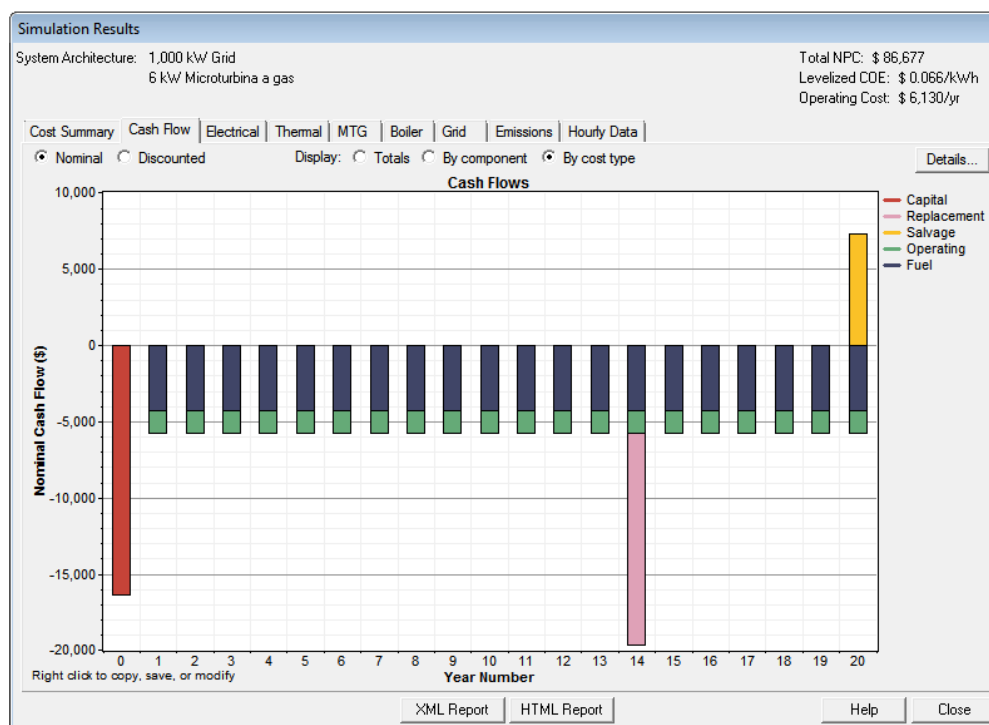 Simulation Results
System Architecture: 1,000 kW Grid
6 kW Microturbina a gas
Total NPC: $ 86,677
Levelized COE: $ 0.066/kWh
Operating Cost: $ 6,130/yr
Cost Summary Cash Flow Electrical Thermal MTG Boiler Grid Emissions Hourly Data
Nominal Discounted Display: Totals By component By cost type Details...
Cash Flows
Capital
Replacement
Salvage
Operating
Fuel
Nominal Cash Flow ($)
10,000
5,000
0
-5,000
-10,000
-15,000
-20,000
0 1 2 3 4 5 6 7 8 9 10 11 12 13 14 15 16 17 18 19 20
Right click to copy, save, or modify
Year Number
XML Report HTML Report Help Close